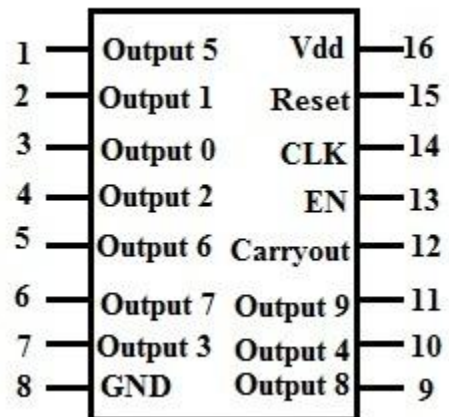 1 Output 5 Vdd 16
2 Output 1 Reset 15
3 Output 0 CLK 14
4 Output 2 EN 13
5 Output 6 Carryout 12
6 Output 7 Output 9 11
7 Output 3 Output 4 10
8 GND Output 8 9